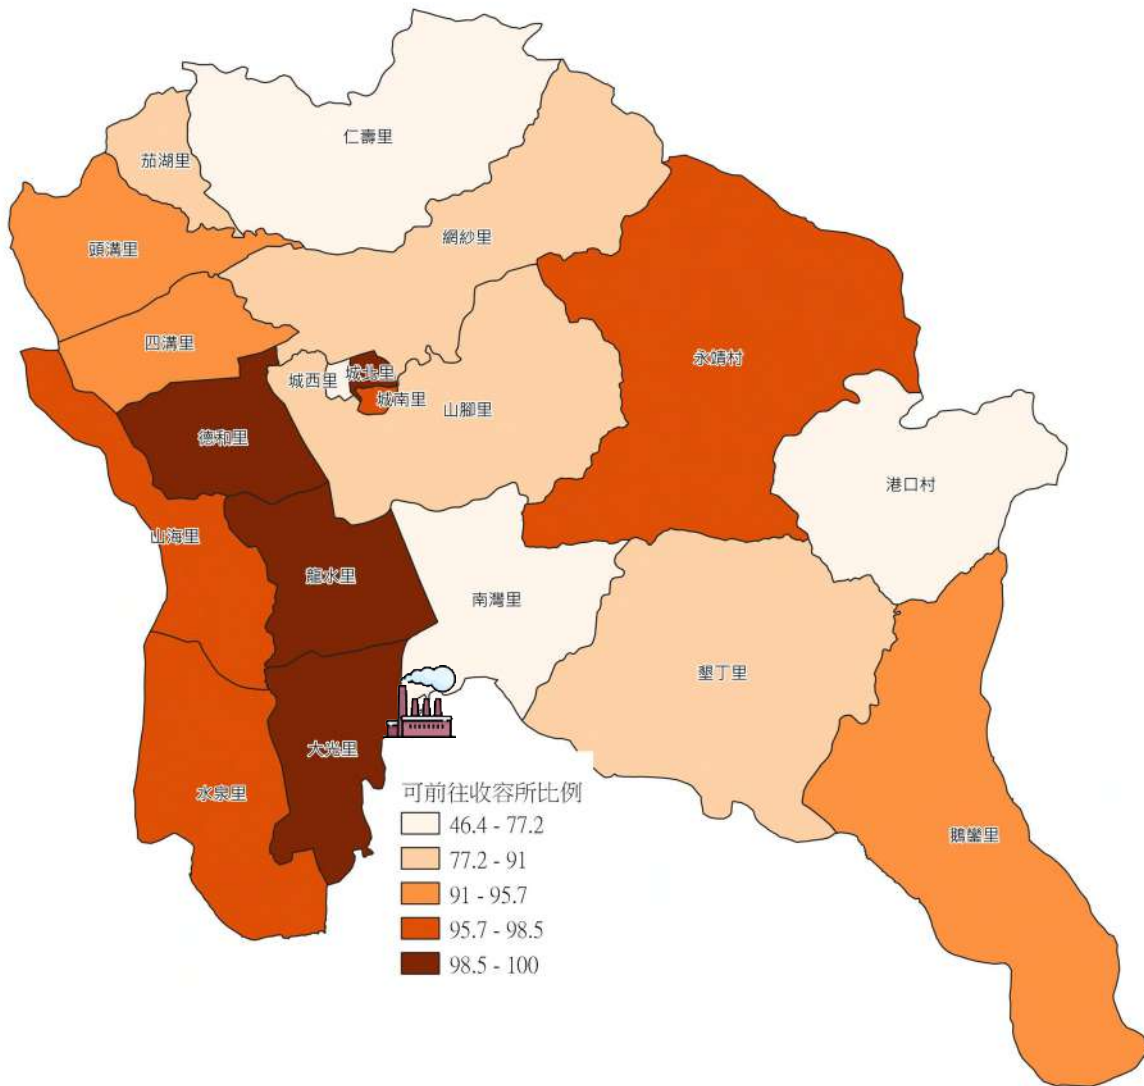 仁壽里
茄湖里
網紗里
頭溝里
四溝里
永靖村
城西里
城北里
城南里
山腳里
德和里
港口村
山海里
龍水里
南灣里
墾丁里
大光里
水泉里
鵝鑾里
可前往收容所比例
46.4 - 77.2
77.2 - 91
91 - 95.7
95.7 - 98.5
98.5 - 100